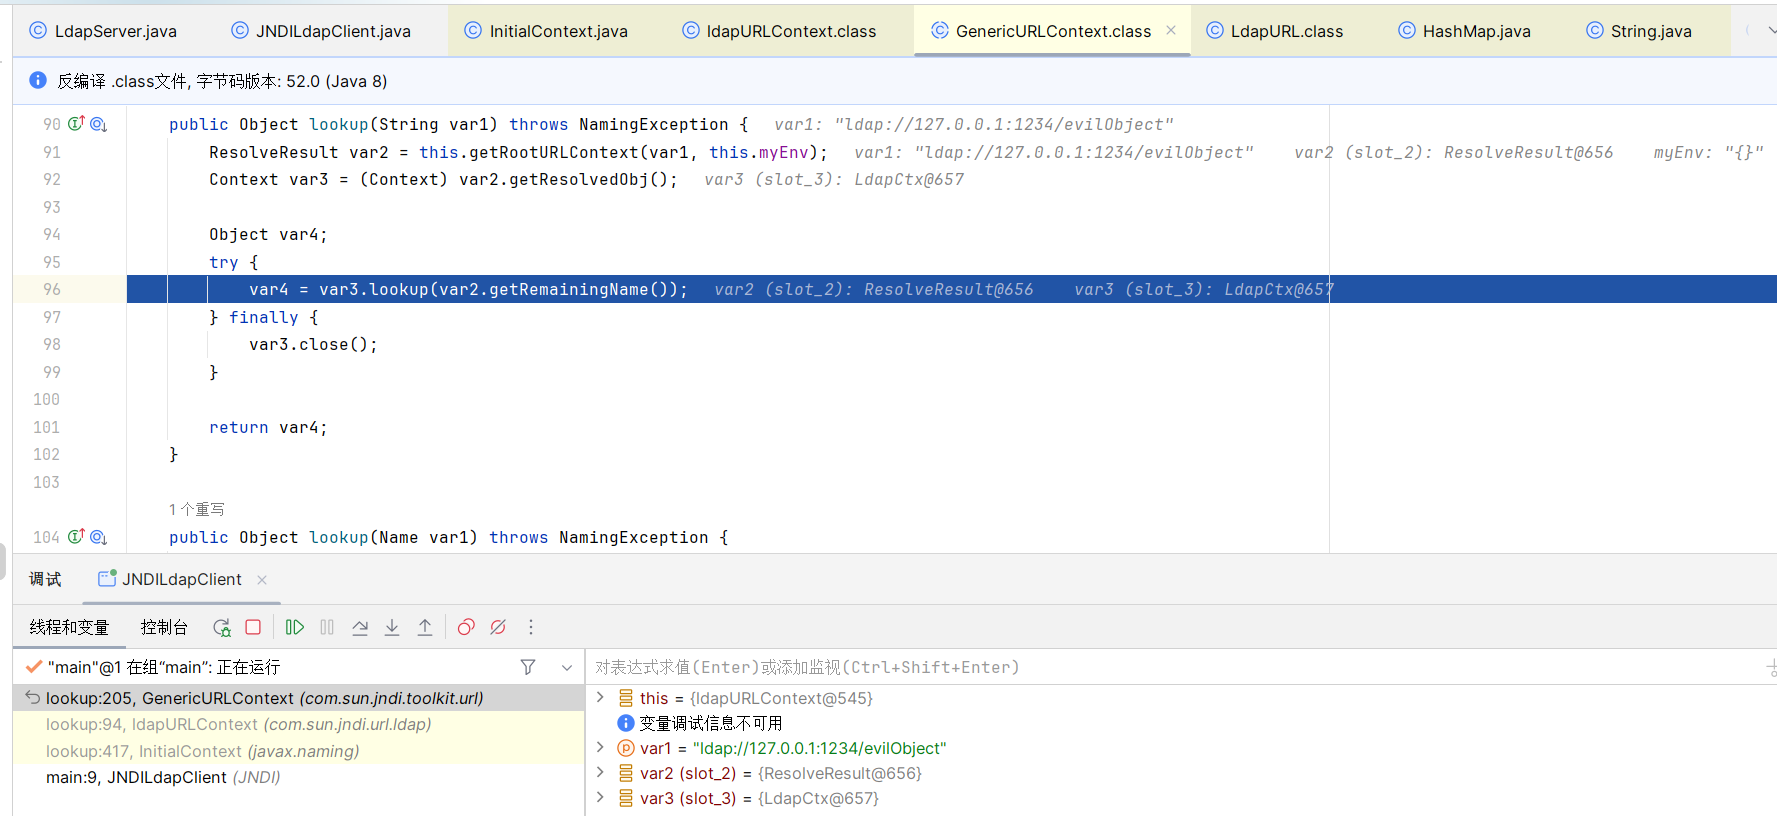 LdapServer.java JNDILdapClient.java InitialContext.java ldapURLContext.class GenericURLContext.class LdapURL.class HashMap.java String.java
反编译 .class文件, 字节码版本: 52.0 (Java 8)
90 public Object lookup(String var1) throws NamingException { var1: "ldap://127.0.0.1:1234/evilObject"
91 ResolveResult var2 = this.getRootURLContext(var1, this.myEnv); var1: "ldap://127.0.0.1:1234/evilObject" var2 (slot_2): ResolveResult@656 myEnv: "{}"
92 Context var3 = (Context) var2.getResolvedObj(); var3 (slot_3): LdapCtx@657
93
94 Object var4;
95 try {
96 var4 = var3.lookup(var2.getRemainingName()); var2 (slot_2): ResolveResult@656 var3 (slot_3): LdapCtx@657
97 } finally {
98 var3.close();
99 }
100
101 return var4;
102 }
103
1 个重写
104 public Object lookup(Name var1) throws NamingException {
调试 JNDILdapClient
线程和变量 控制台
"main"@1 在组“main”: 正在运行
对表达式求值(Enter)或添加监视(Ctrl+Shift+Enter)
lookup:205, GenericURLContext (com.sun.jndi.toolkit.url)
lookup:94, ldapURLContext (com.sun.jndi.url.ldap)
lookup:417, InitialContext (javax.naming)
main:9, JNDILdapClient (JNDI)
this = {ldapURLContext@545}
变量调试信息不可用
var1 = "ldap://127.0.0.1:1234/evilObject"
var2 (slot_2) = {ResolveResult@656}
var3 (slot_3) = {LdapCtx@657}